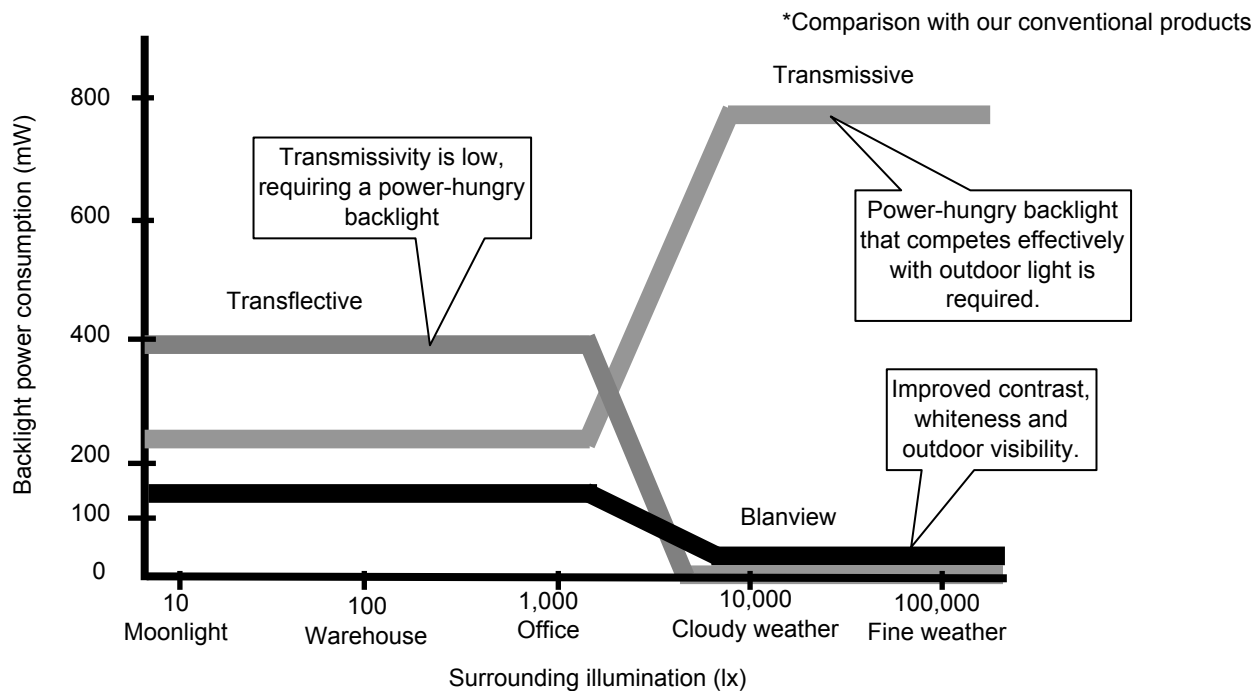 *Comparison with our conventional products
Transmissive
Backlight power consumption (mW)
800
600
400
200
100
0
Transmissivity is low,
requiring a power-hungry
backlight
Power-hungry backlight
that competes effectively
with outdoor light is
required.
Transflective
Improved contrast,
whiteness and
outdoor visibility.
Blanview
10
Moonlight
100
Warehouse
1,000
Office
10,000
Cloudy weather
100,000
Fine weather
Surrounding illumination (lx)